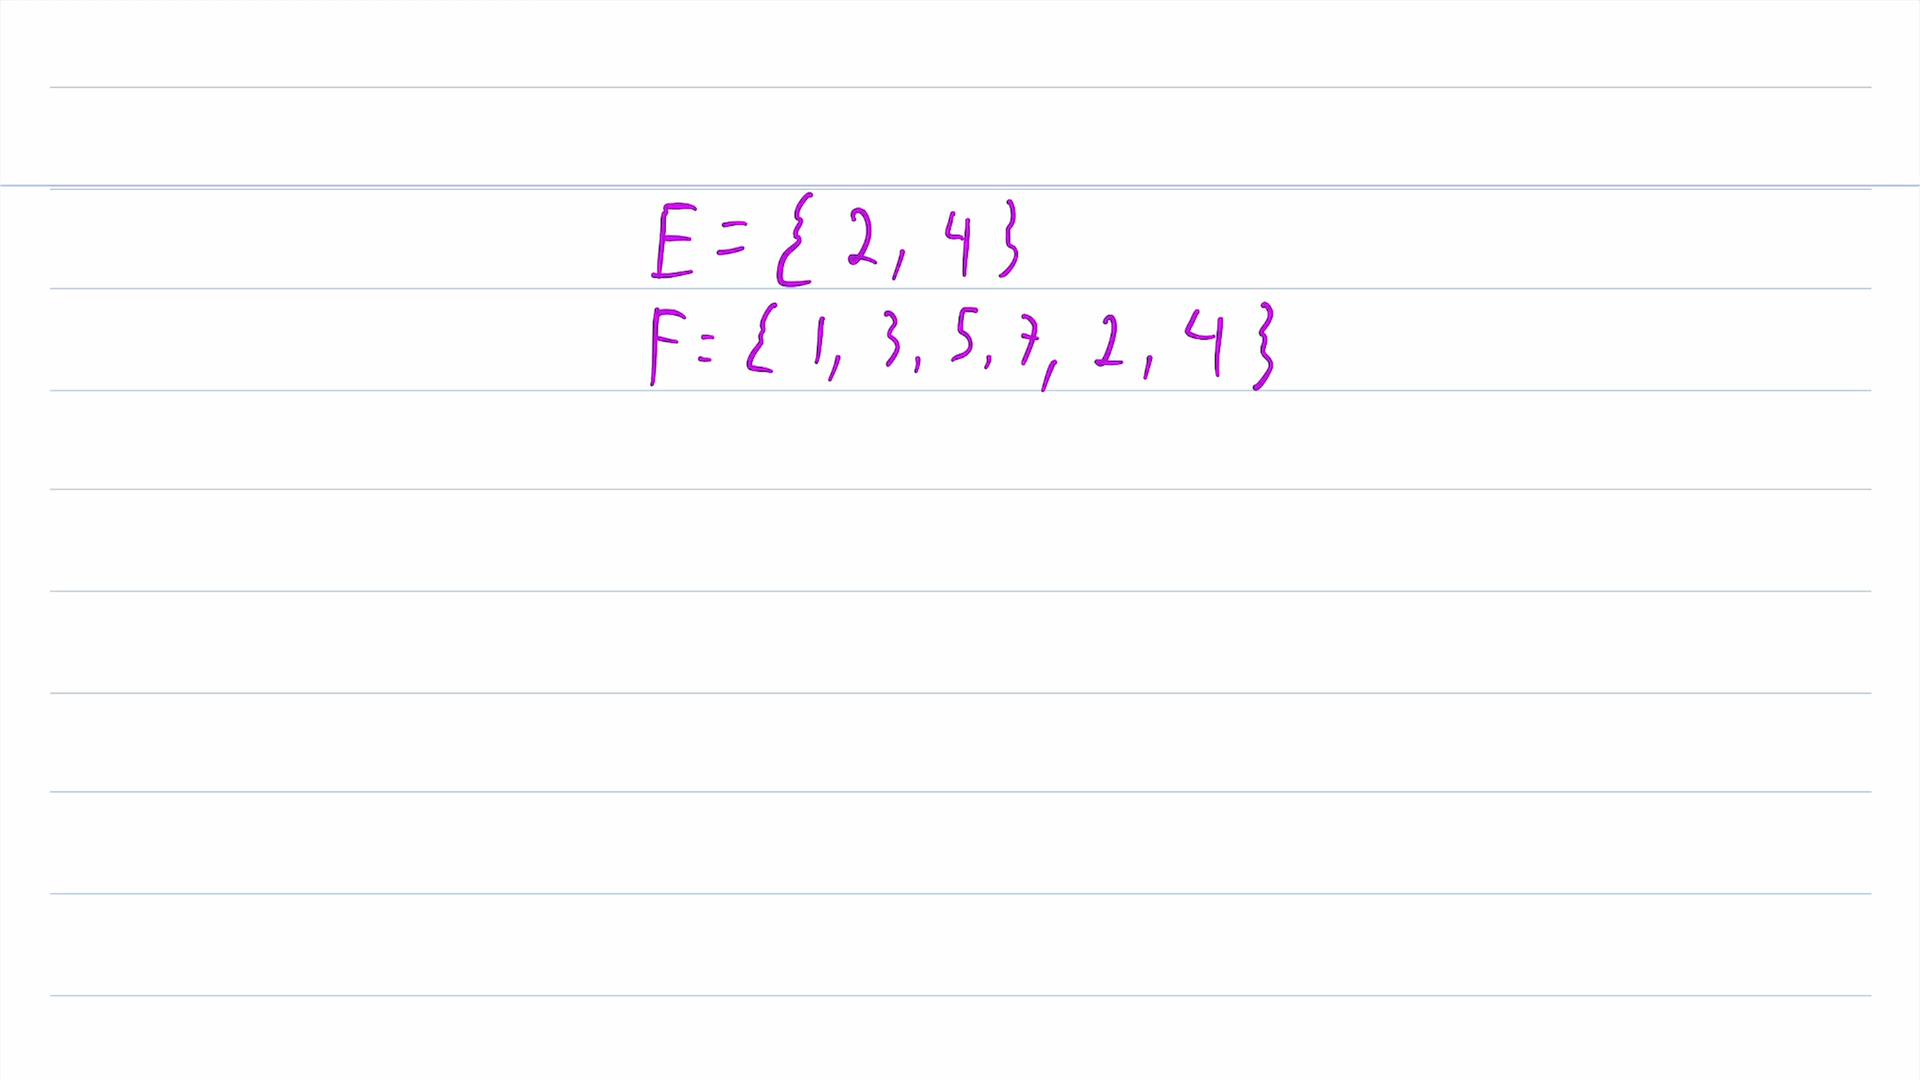 E = { 2, 4 }
F = { 1, 3, 5, 7, 2, 4 }